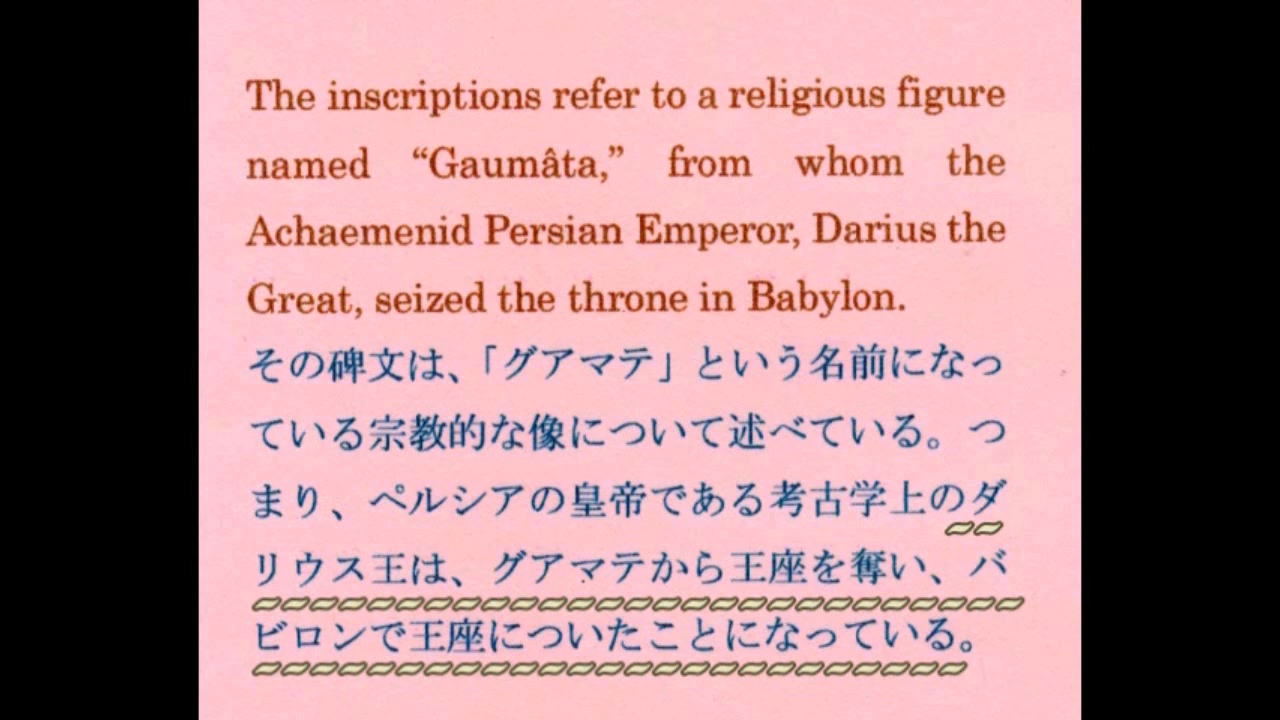 The inscriptions refer to a religious figure
named “Gaumâta,” from whom the
Achaemenid Persian Emperor, Darius the
Great, seized the throne in Babylon.
その碑文は、「グアマテ」という名前になっ
ている宗教的な像について述べている。つ
まり、ペルシアの皇帝である考古学上のダ
リウス王は、グアマテから王座を奪い、バ
ビロンで王座についたことになっている。